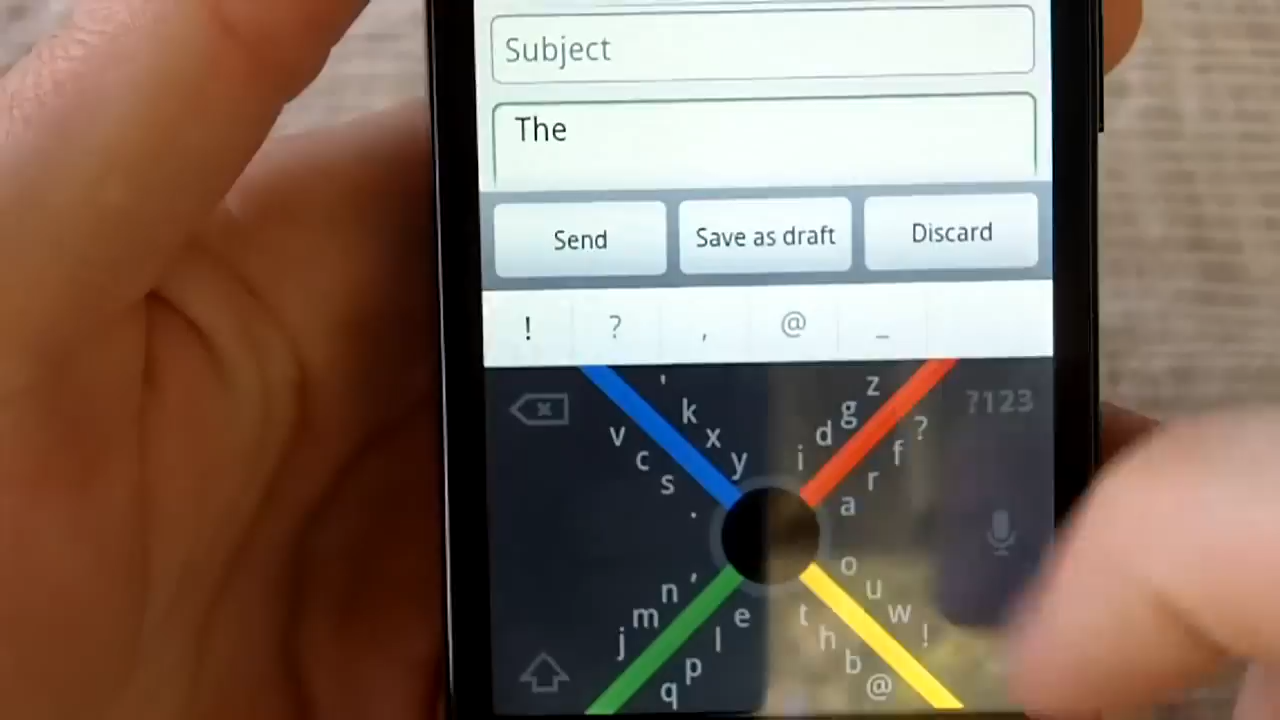 Subject
The
Send Save as draft Discard
! ? , @ _
' z
k g ?123
v x d ? 
c y i f
s r
. a
n ' o
m e t u
j l h w
p b !
q @